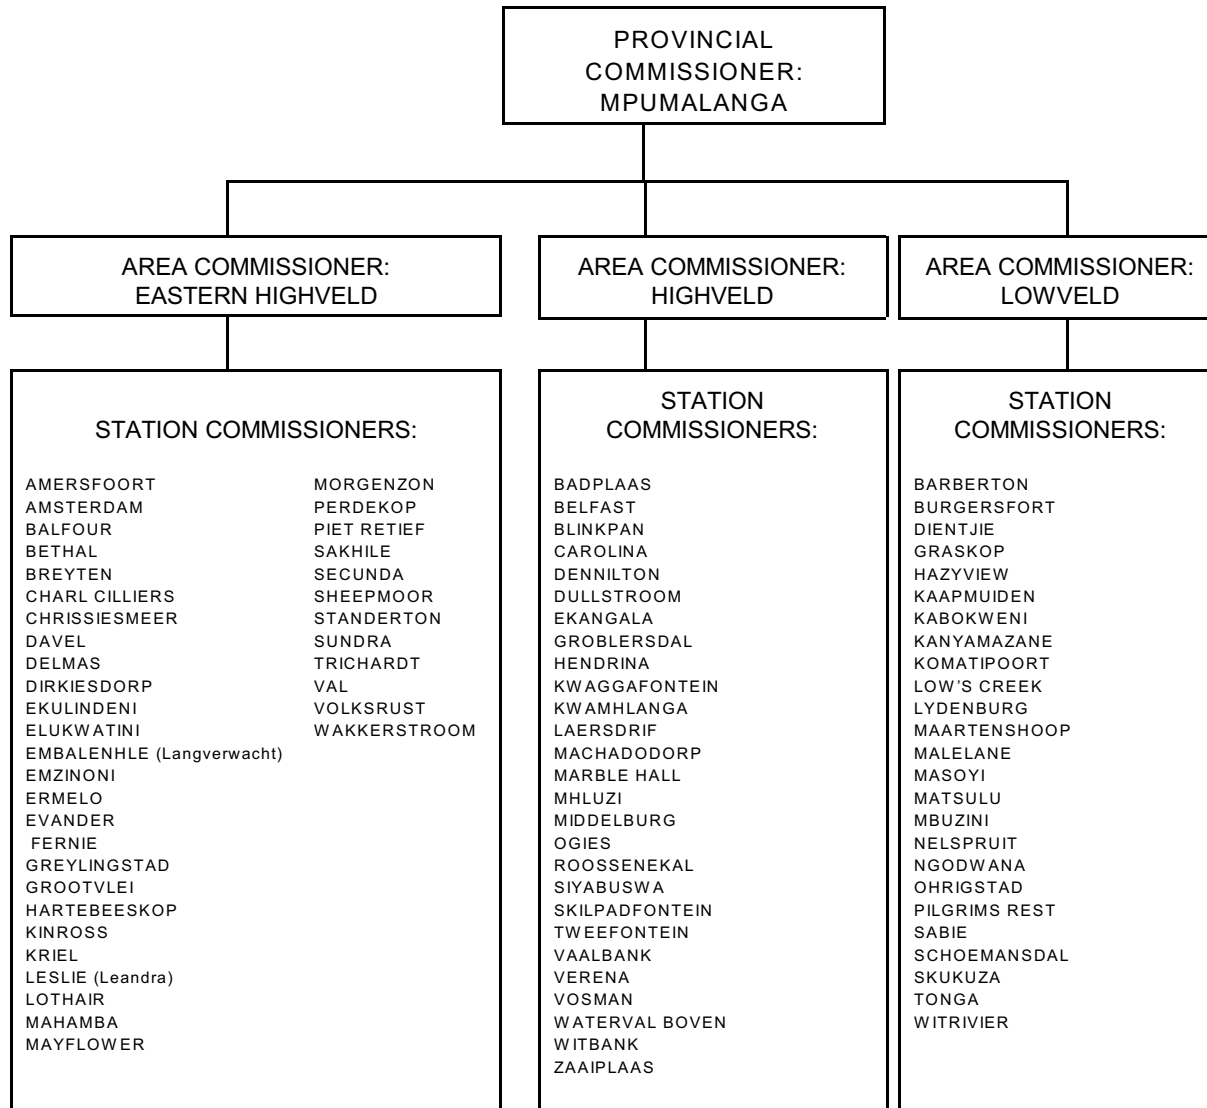 PROVINCIAL
COMMISSIONER:
MPUMALANGA
AREA COMMISSIONER:
EASTERN HIGHVELD
AREA COMMISSIONER:
HIGHVELD
AREA COMMISSIONER:
LOWVELD
STATION COMMISSIONERS:
AMERSFOORT
AMSTERDAM
BALFOUR
BETHAL
BREYTEN
CHARL CILLIERS
CHRISSIESMEER
DAVEL
DELMAS
DIRKIESDORP
EKULINDENI
ELUKWATINI
EMBALENHLE (Langverwacht)
EMZINONI
ERMELO
EVANDER
FERNIE
GREYLINGSTAD
GROOTVLEI
HARTEBEESKOP
KINROSS
KRIEL
LESLIE (Leandra)
LOTHAIR
MAHAMBA
MAYFLOWER
MORGENZON
PERDEKOP
PIET RETIEF
SAKHILE
SECUNDA
SHEEPMOOR
STANDERTON
SUNDRA
TRICHARDT
VAL
VOLKSRUST
WAKKERSTROOM
STATION
COMMISSIONERS:
BADPLAAS
BELFAST
BLINKPAN
CAROLINA
DENNILTON
DULLSTROOM
EKANGALA
GROBLERSDAL
HENDRINA
KWAGGAFONTEIN
KWAMHLANGA
LAERSDRIF
MACHADODORP
MARBLE HALL
MHLUZI
MIDDELBURG
OGIES
ROOSSENEKAL
SIYABUSWA
SKILPADFONTEIN
TWEEFONTEIN
VAALBANK
VERENA
VOSMAN
WATERVAL BOVEN
WITBANK
ZAAIPLAAS
STATION
COMMISSIONERS:
BARBERTON
BURGERSFORT
DIENTJIE
GRASKOP
HAZYVIEW
KAAPMUIDEN
KABOKWENI
KANYAMAZANE
KOMATIPOORT
LOW'S CREEK
LYDENBURG
MAARTENSHOOP
MALELANE
MASOYI
MATSULU
MBUZINI
NELSPRUIT
NGODWANA
OHRIGSTAD
PILGRIMS REST
SABIE
SCHOEMANSDAL
SKUKUZA
TONGA
WITRIVIER